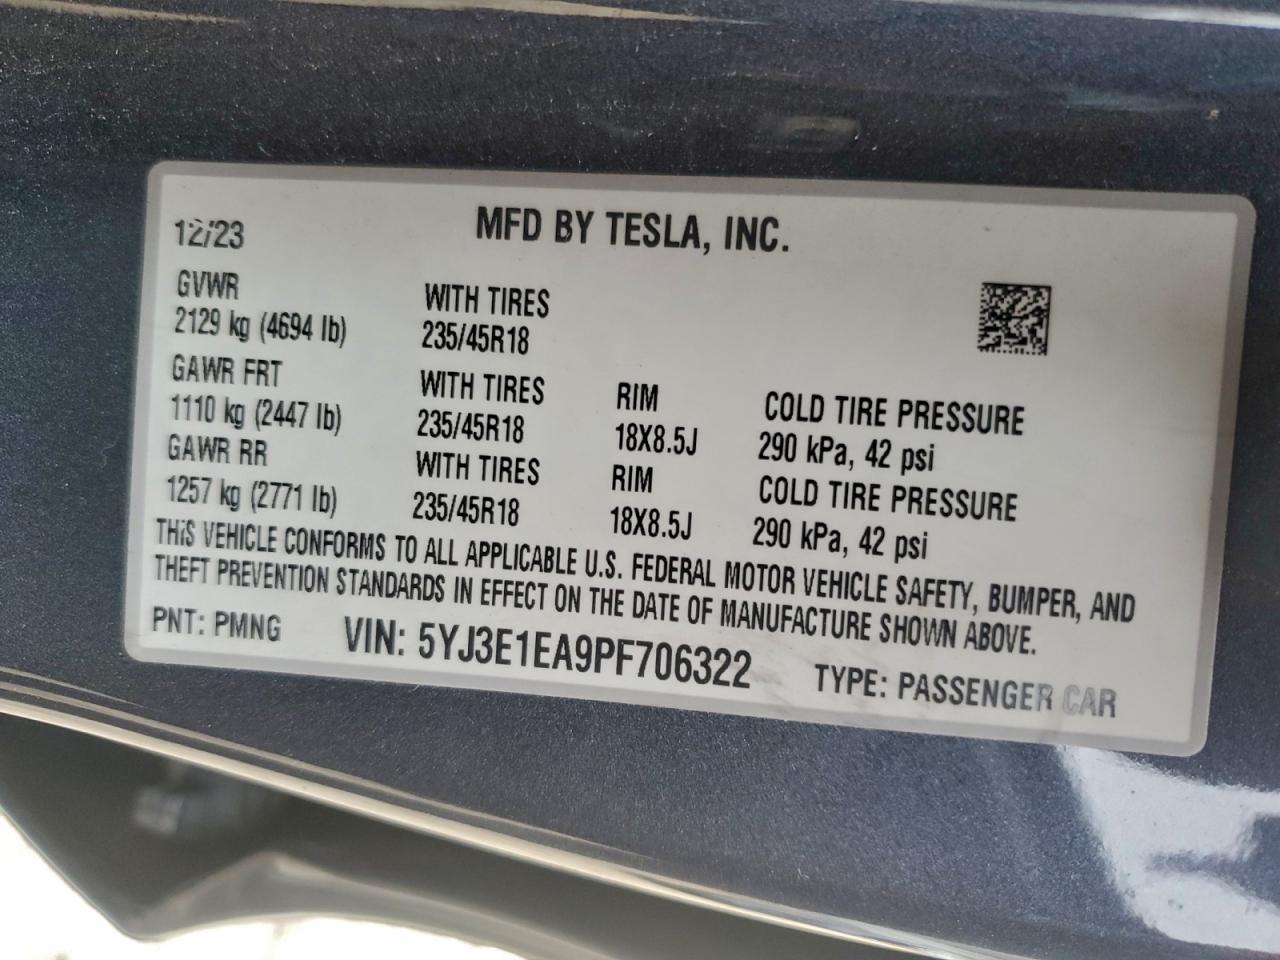 12/23 MFD BY TESLA, INC.
GVWR WITH TIRES
2129 kg (4694 lb) 235/45R18
GAWR FRT WITH TIRES RIM COLD TIRE PRESSURE
1110 kg (2447 lb) 235/45R18 18X8.5J 290 kPa, 42 psi
GAWR RR WITH TIRES RIM COLD TIRE PRESSURE
1257 kg (2771 lb) 235/45R18 18X8.5J 290 kPa, 42 psi
THIS VEHICLE CONFORMS TO ALL APPLICABLE U.S. FEDERAL MOTOR VEHICLE SAFETY, BUMPER, AND
THEFT PREVENTION STANDARDS IN EFFECT ON THE DATE OF MANUFACTURE SHOWN ABOVE.
PNT: PMNG VIN: 5YJ3E1EA9PF706322 TYPE: PASSENGER CAR